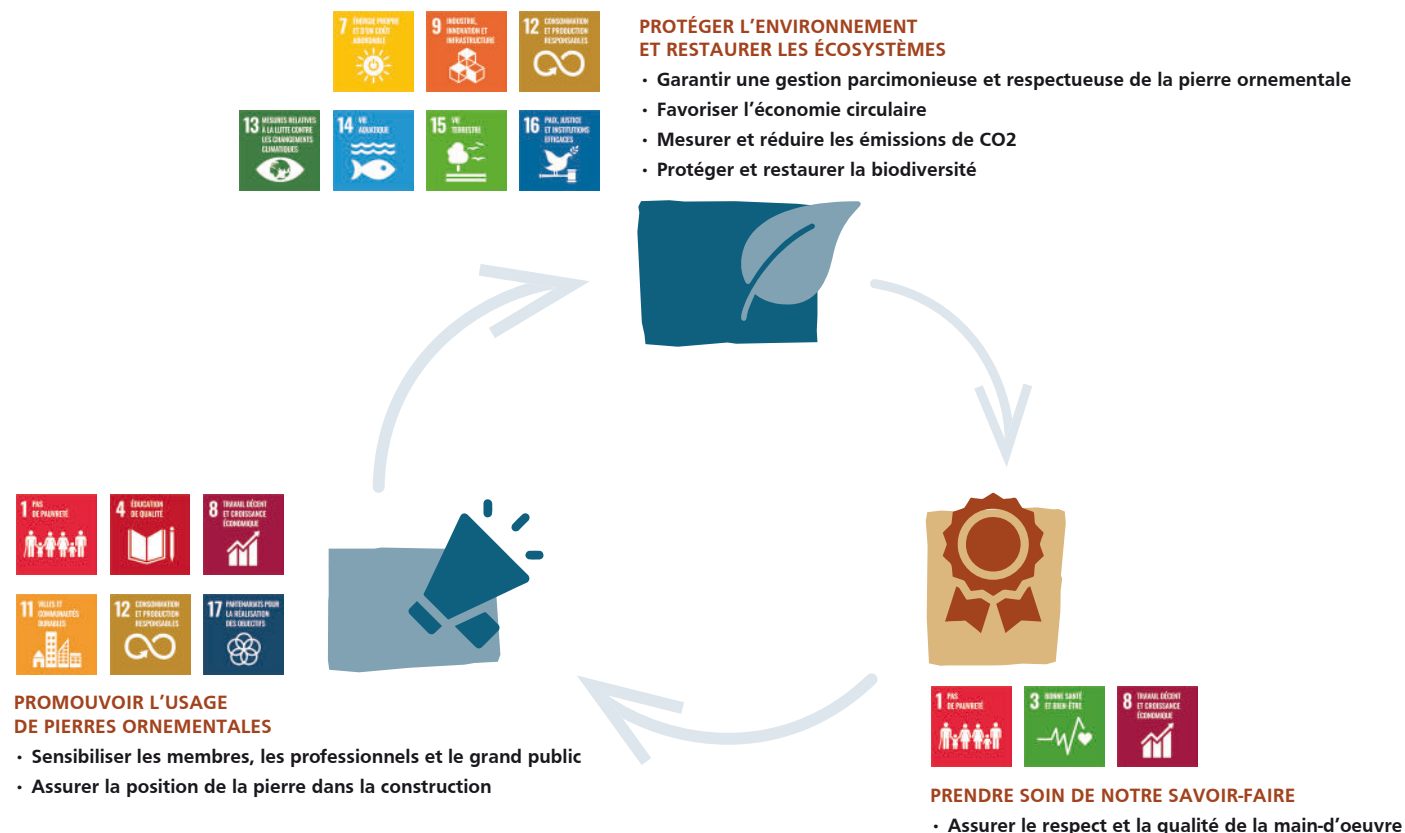 7 ÉNERGIE PROPRE
ET D'UN COÛT
ABORDABLE
9 INDUSTRIE,
INNOVATION ET
INFRASTRUCTURE
12 CONSOMMATION
ET PRODUCTION
RESPONSABLES
13 MESURES RELATIVES
À LA LUTTE CONTRE
LES CHANGEMENTS
CLIMATIQUES
14 VIE
AQUATIQUE
15 VIE
TERRESTRE
16 PAIX, JUSTICE
ET INSTITUTIONS
EFFICACES
PROTÉGER L'ENVIRONNEMENT
ET RESTAURER LES ÉCOSYSTÈMES
· Garantir une gestion parcimonieuse et respectueuse de la pierre ornementale
· Favoriser l'économie circulaire
· Mesurer et réduire les émissions de CO2
· Protéger et restaurer la biodiversité
1 PAS
DE PAUVRETÉ
4 ÉDUCATION
DE QUALITÉ
8 TRAVAIL DÉCENT
ET CROISSANCE
ÉCONOMIQUE
11 VILLES ET
COMMUNAUTÉS
DURABLES
12 CONSOMMATION
ET PRODUCTION
RESPONSABLES
17 PARTENARIATS POUR
LA RÉALISATION
DES OBJECTIFS
PROMOUVOIR L'USAGE
DE PIERRES ORNEMENTALES
· Sensibiliser les membres, les professionnels et le grand public
· Assurer la position de la pierre dans la construction
1 PAS
DE PAUVRETÉ
3 BONNE SANTÉ
ET BIEN-ÊTRE
8 TRAVAIL DÉCENT
ET CROISSANCE
ÉCONOMIQUE
PRENDRE SOIN DE NOTRE SAVOIR-FAIRE
· Assurer le respect et la qualité de la main-d'oeuvre